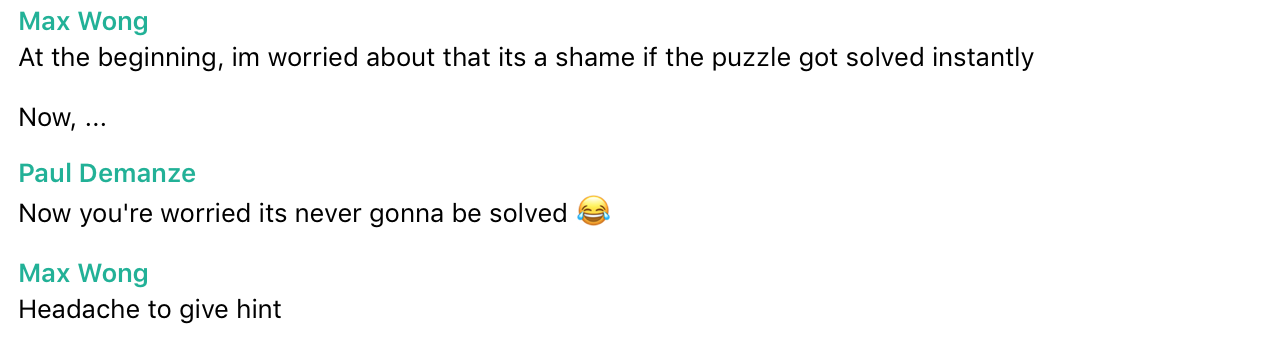 Max Wong
At the beginning, im worried about that its a shame if the puzzle got solved instantly
Now, ...
Paul Demanze
Now you're worried its never gonna be solved 😂
Max Wong
Headache to give hint